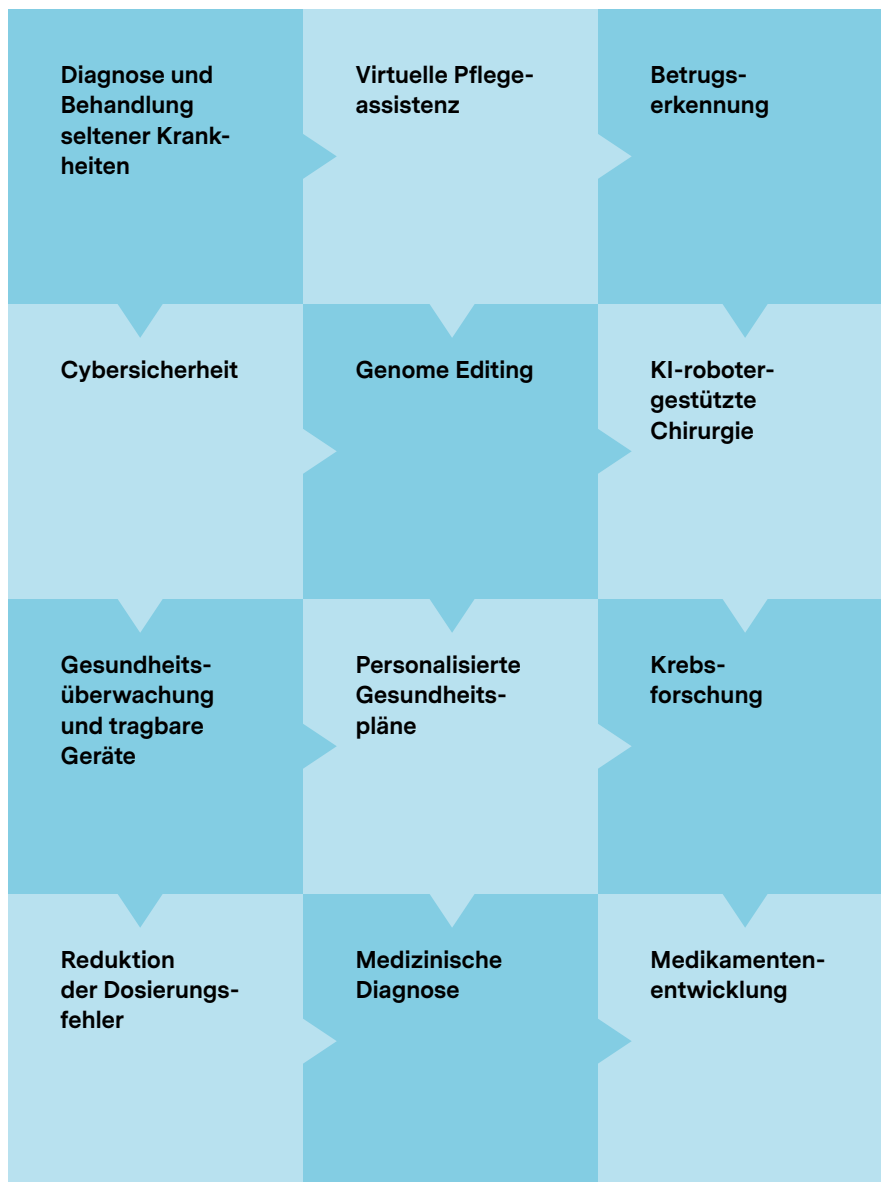 Diagnose und
Behandlung
seltener Krank-
heiten
Virtuelle Pflege-
assistenz
Betrugs-
erkennung
Cybersicherheit
Genome Editing
KI-roboter-
gestützte
Chirurgie
Gesundheits-
überwachung
und tragbare
Geräte
Personalisierte
Gesundheits-
pläne
Krebs-
forschung
Reduktion
der Dosierungs-
fehler
Medizinische
Diagnose
Medikamenten-
entwicklung